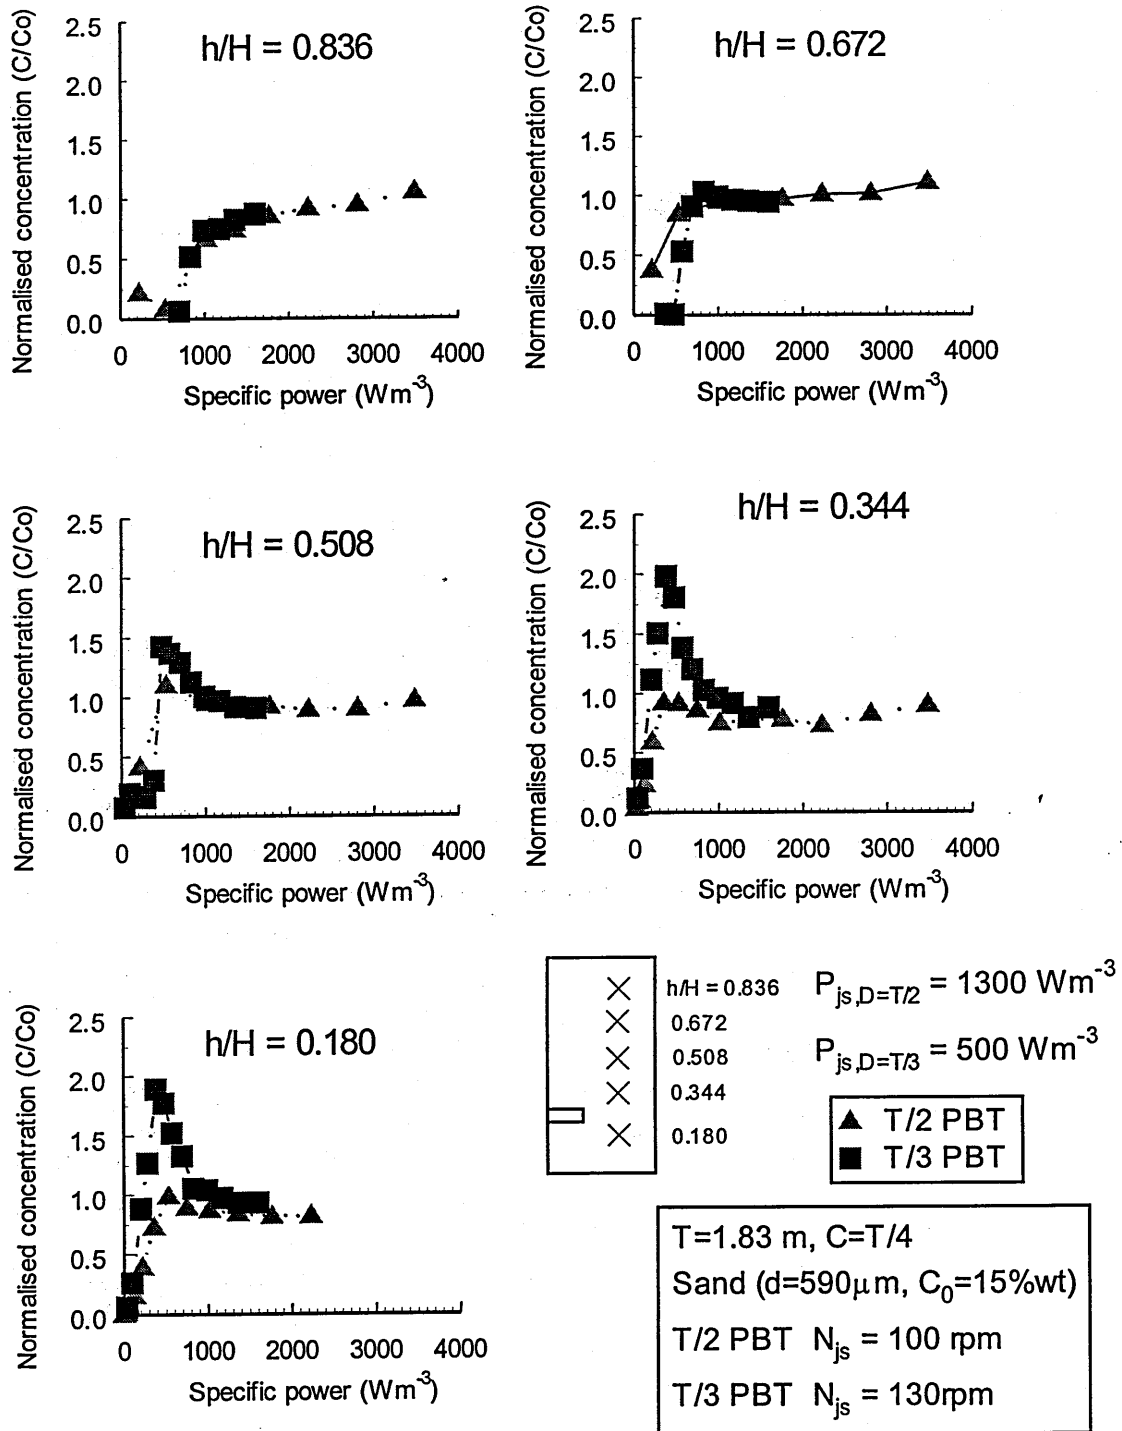 h/H = 0.836
Normalised concentration (C/Co)
2.5
2.0
1.5
1.0
0.5
0.0
0 1000 2000 3000 4000
Specific power (Wm-3)
h/H = 0.672
Normalised concentration (C/Co)
2.5
2.0
1.5
1.0
0.5
0.0
0 1000 2000 3000 4000
Specific power (Wm-3)
h/H = 0.508
Normalised concentration (C/Co)
2.5
2.0
1.5
1.0
0.5
0.0
0 1000 2000 3000 4000
Specific power (Wm-3)
h/H = 0.344
Normalised concentration (C/Co)
2.5
2.0
1.5
1.0
0.5
0.0
0 1000 2000 3000 4000
Specific power (Wm-3)
h/H = 0.180
Normalised concentration (C/Co)
2.5
2.0
1.5
1.0
0.5
0.0
0 1000 2000 3000 4000
Specific power (Wm-3)
h/H = 0.836
0.672
0.508
0.344
0.180
Pjs,D=T/2 = 1300 Wm-3
Pjs,D=T/3 = 500 Wm-3
T/2 PBT
T/3 PBT
T=1.83 m, C=T/4
Sand (d=590μm, C0=15%wt)
T/2 PBT Njs = 100 rpm
T/3 PBT Njs = 130rpm